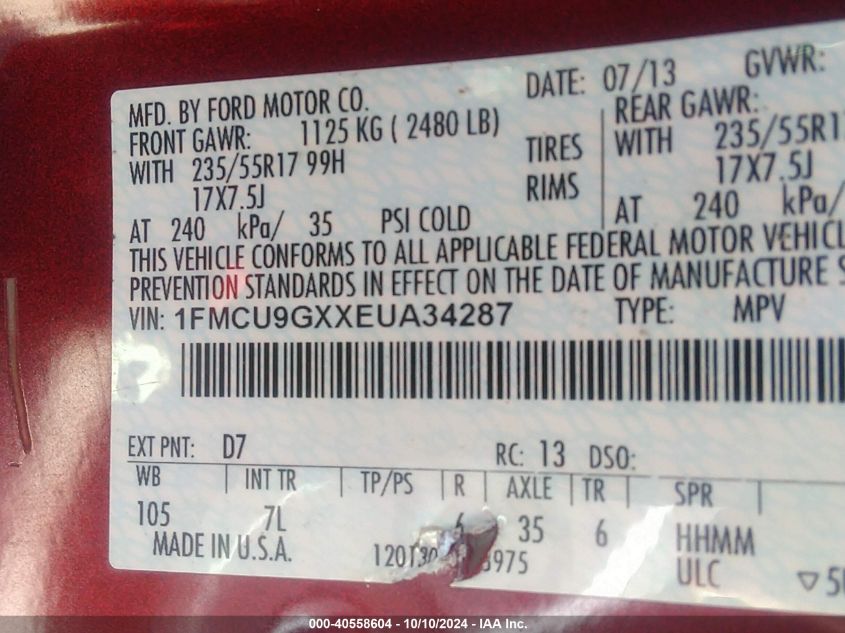 DATE: 07/13 GVWR:
MFD. BY FORD MOTOR CO.
FRONT GAWR: 1125 KG ( 2480 LB) REAR GAWR:
WITH 235/55R17 99H TIRES WITH 235/55R1
17X7.5J RIMS 17X7.5J
AT 240 kPa/ 35 PSI COLD AT 240 kPa/
THIS VEHICLE CONFORMS TO ALL APPLICABLE FEDERAL MOTOR VEHICL
PREVENTION STANDARDS IN EFFECT ON THE DATE OF MANUFACTURE S
VIN: 1FMCU9GXXEUA34287 TYPE: MPV
EXT PNT: D7 RC: 13 DSO:
WB INT TR TP/PS R AXLE TR SPR
105 7L 6 35 6 HHMM
MADE IN U.S.A. ULC
000-40558604 - 10/10/2024 - IAA Inc.